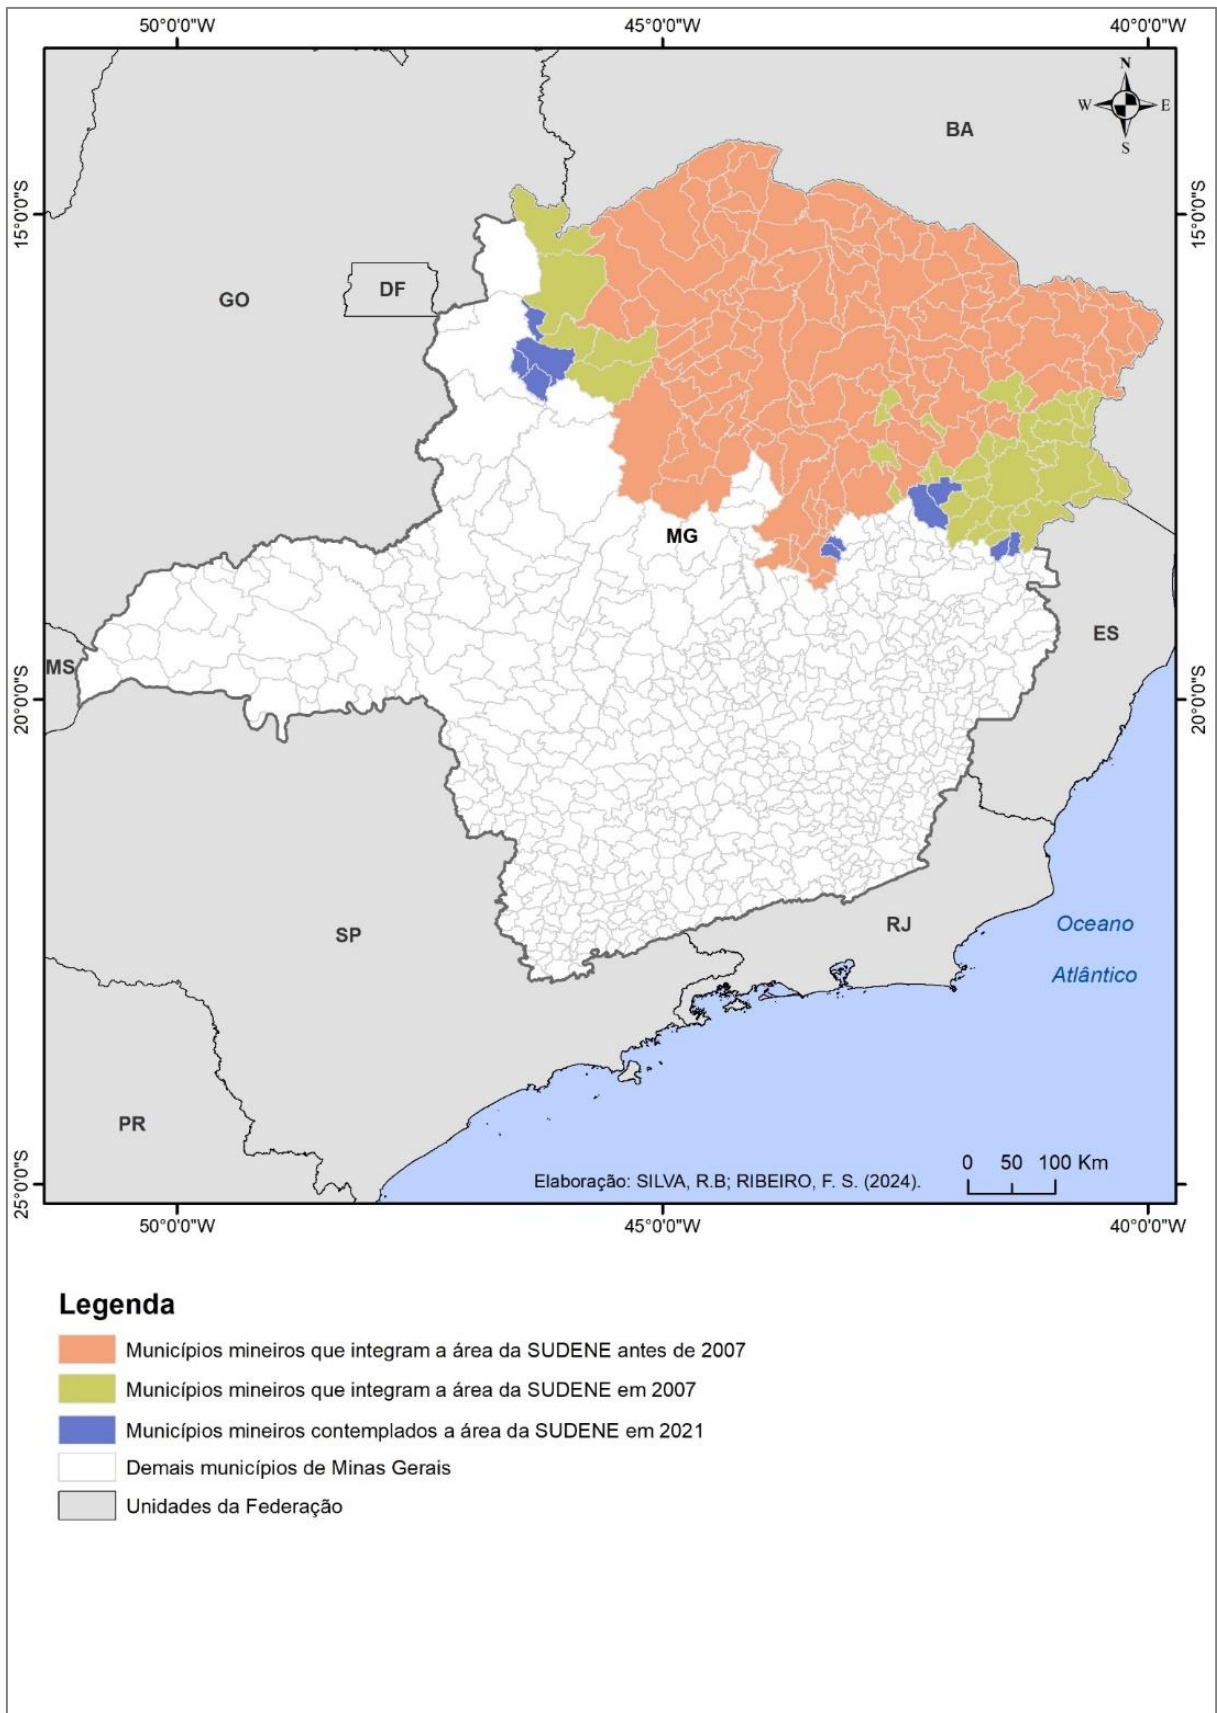 50°0'0"W 45°0'0"W 40°0'0"W
N
W E
S
BA
15°0'0"S 15°0'0"S
GO
DF
MG
ES
MS
20°0'0"S 20°0'0"S
SP
RJ
Oceano
Atlântico
PR
0 50 100 Km
Elaboração: SILVA, R.B; RIBEIRO, F. S. (2024).
25°0'0"S 25°0'0"S
50°0'0"W 45°0'0"W 40°0'0"W
Legenda
Municípios mineiros que integram a área da SUDENE antes de 2007
Municípios mineiros que integram a área da SUDENE em 2007
Municípios mineiros contemplados a área da SUDENE em 2021
Demais municípios de Minas Gerais
Unidades da Federação